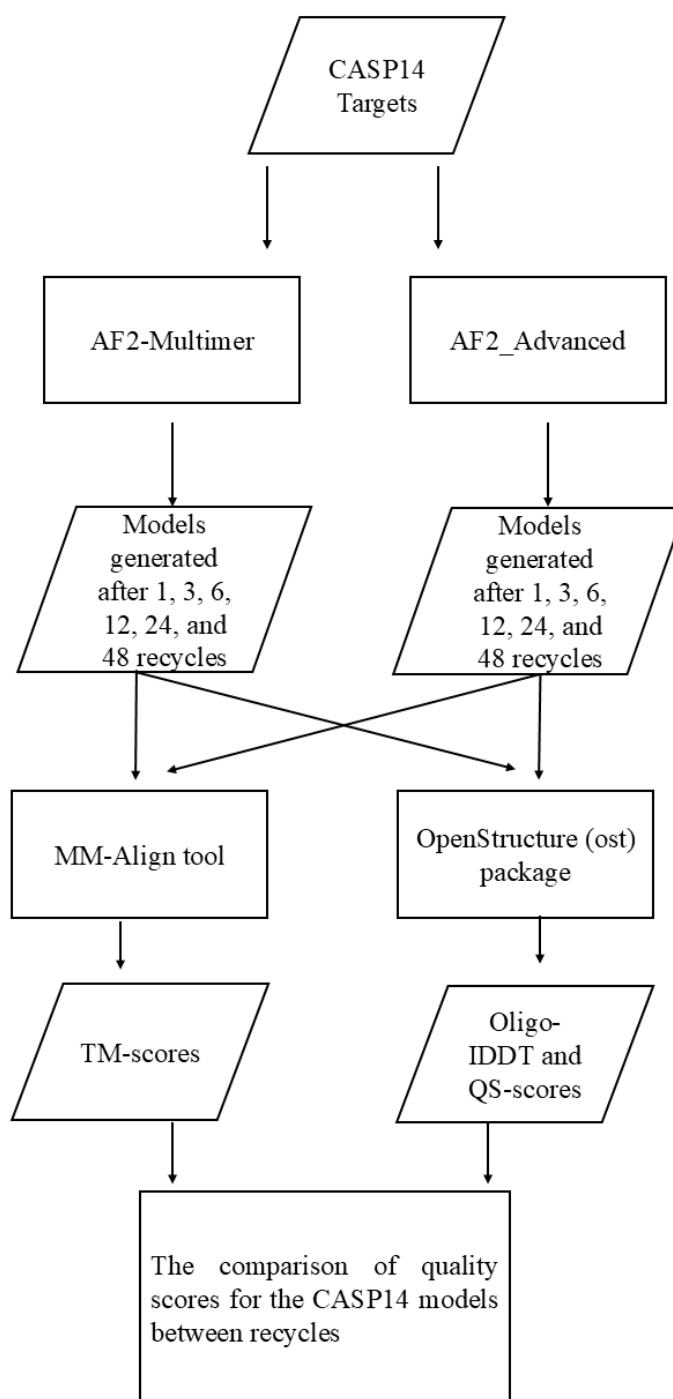 CASP14
Targets
AF2-Multimer
AF2_Advanced
Models
generated
after 1, 3, 6,
12, 24, and
48 recycles
Models
generated
after 1, 3, 6,
12, 24, and
48 recycles
MM-Align tool
OpenStructure (ost)
package
TM-scores
Oligo-
IDDT and
QS-scores
The comparison of quality
scores for the CASP14 models
between recycles